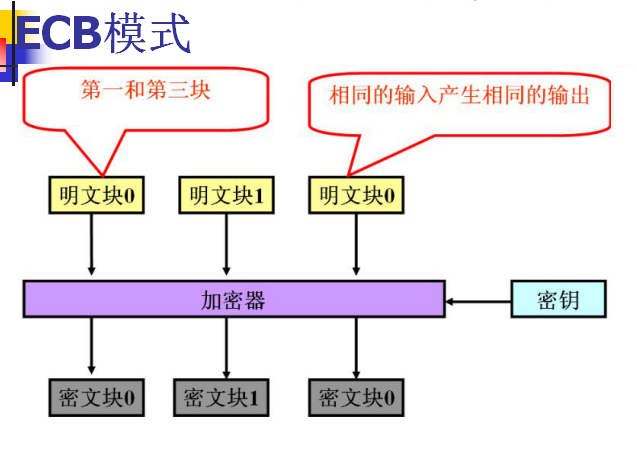 ECB模式
第一和第三块
相同的输入产生相同的输出
明文块0
明文块1
明文块0
加密器
密钥
密文块0
密文块1
密文块0